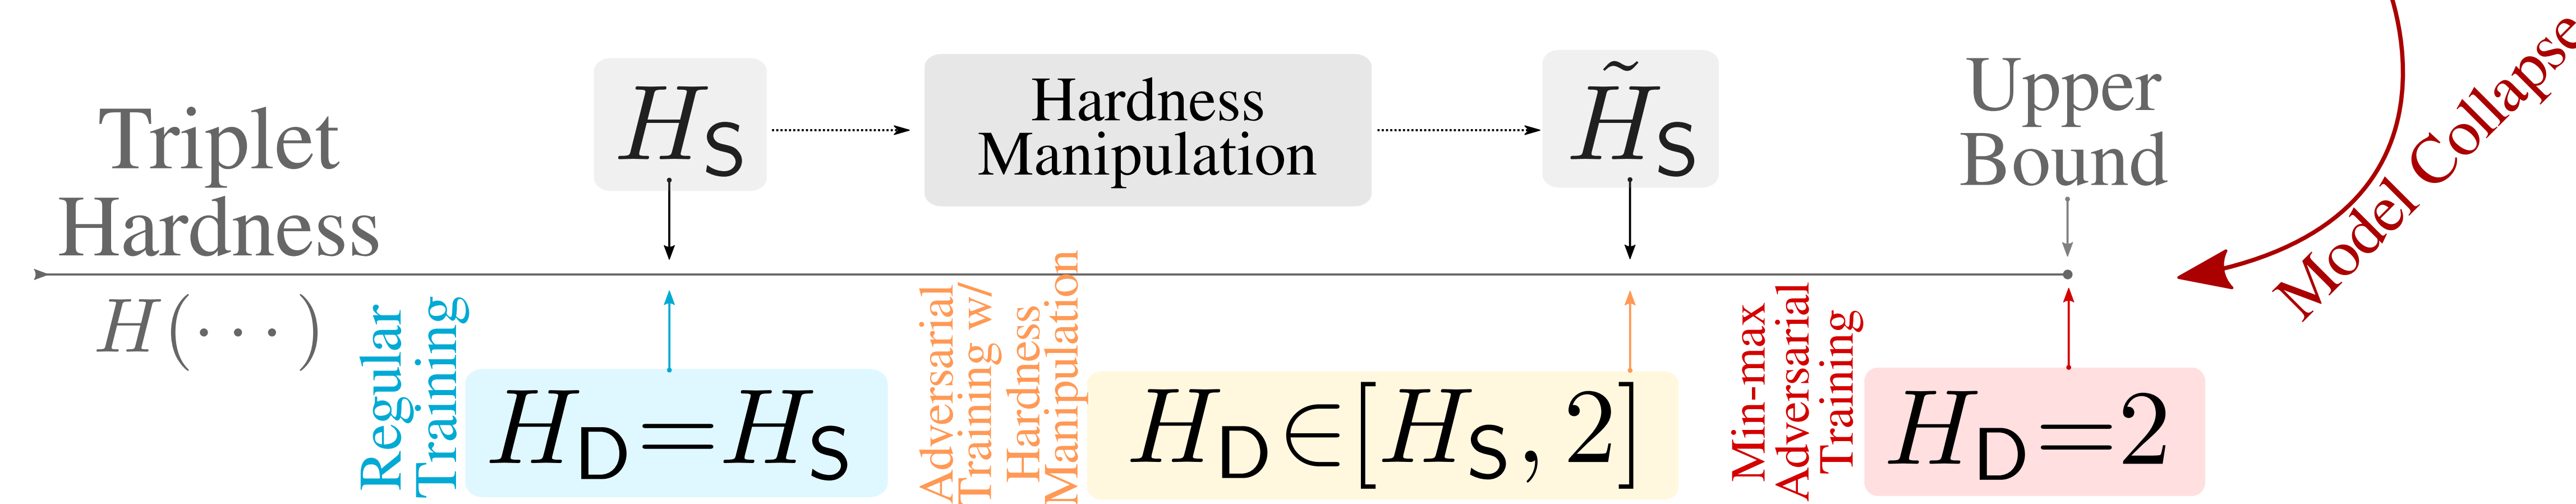 Triplet
Hardness
H(···)
H_S
Hardness
Manipulation
H̃_S
Upper
Bound
Model Collapse
Regular
Training
H_D=H_S
Adversarial
Training w/
Hardness
Manipulation
H_D∈[H_S, 2]
Min-max
Adversarial
Training
H_D=2